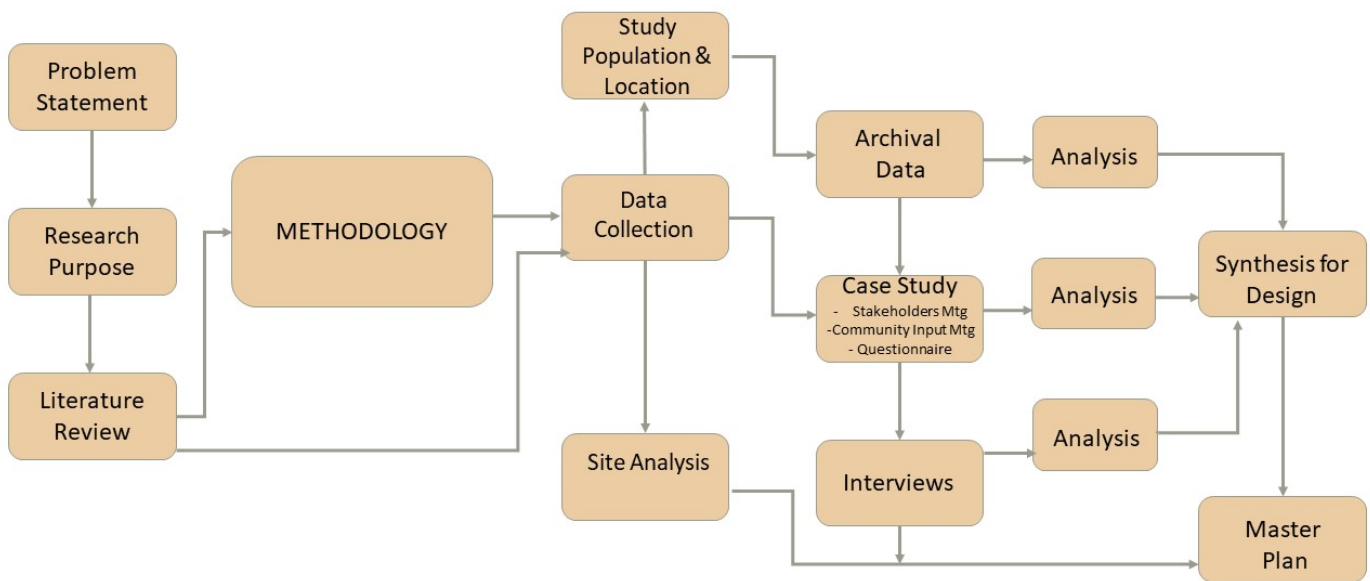 Problem
Statement
Research
Purpose
Literature
Review
METHODOLOGY
Study
Population &
Location
Data
Collection
Site Analysis
Archival
Data
Case Study
- Stakeholders Mtg
-Community Input Mtg
- Questionnaire
Interviews
Analysis
Analysis
Analysis
Synthesis for
Design
Master
Plan